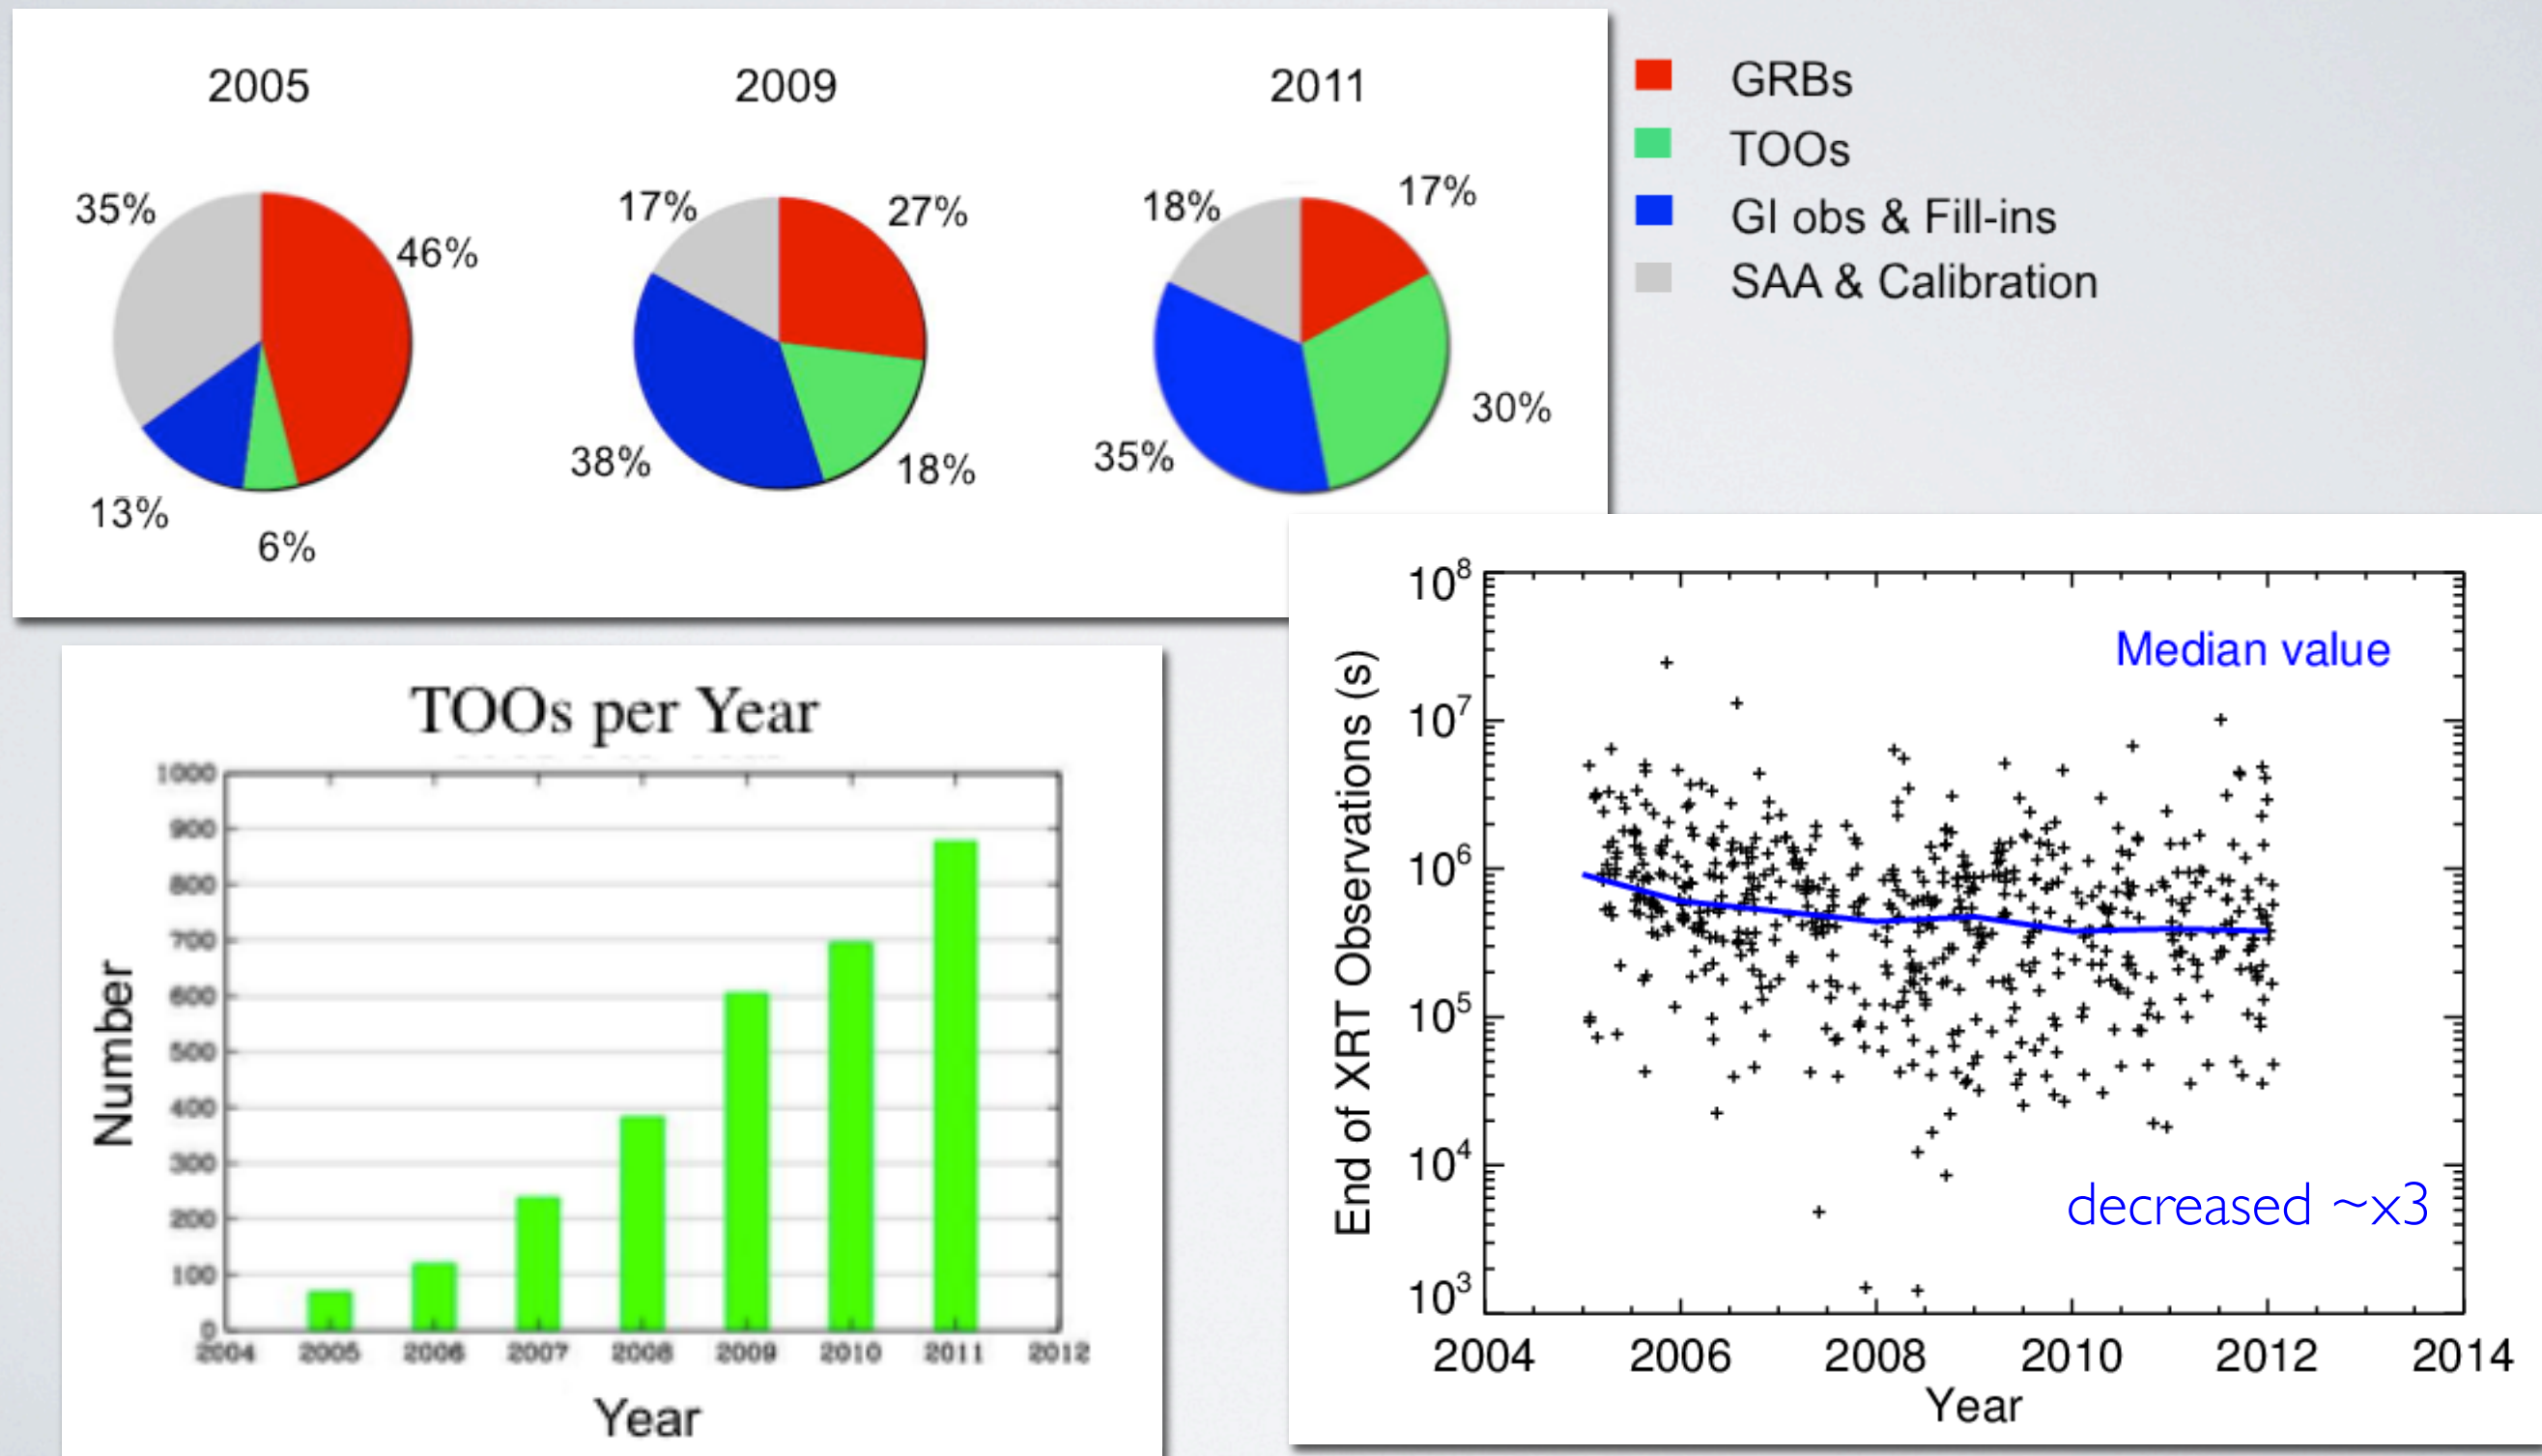 2005
2009
2011
35%
46%
13%
6%
17%
27%
38%
18%
18%
17%
35%
30%
GRBs
TOOs
GI obs & Fill-ins
SAA & Calibration
TOOs per Year
1000
900
800
700
600
500
400
300
200
100
0
2004 2005 2006 2007 2008 2009 2010 2011 2012
Number
Year
Median value
decreased ~x3
10⁸
10⁷
10⁶
10⁵
10⁴
10³
2004 2006 2008 2010 2012 2014
End of XRT Observations (s)
Year